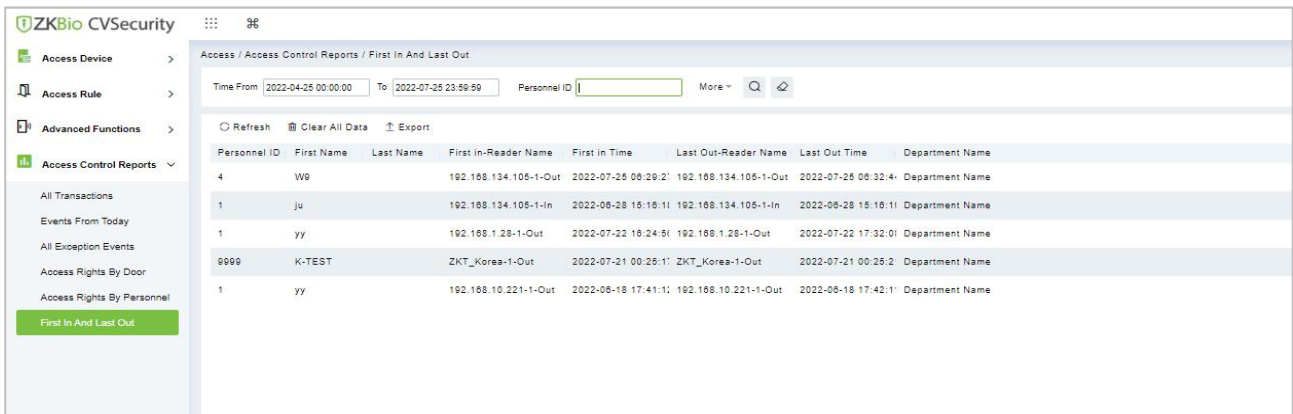 ZKBio CVSecurity
Access Device
Access Rule
Advanced Functions
Access Control Reports
All Transactions
Events From Today
All Exception Events
Access Rights By Door
Access Rights By Personnel
First In And Last Out
Access / Access Control Reports / First In And Last Out
Time From 2022-04-25 00:00:00 To 2022-07-25 23:59:59 Personnel ID More
Refresh Clear All Data Export
Personnel ID First Name Last Name First in-Reader Name First in Time Last Out-Reader Name Last Out Time Department Name
4 W9 192.168.134.105-1-Out 2022-07-25 06:29:2 192.168.134.105-1-Out 2022-07-25 06:32:4 Department Name
1 ju 192.168.134.105-1-In 2022-06-28 15:16:1 192.168.134.105-1-In 2022-06-28 15:16:1 Department Name
1 yy 192.168.1.28-1-Out 2022-07-22 16:24:5 192.168.1.28-1-Out 2022-07-22 17:32:0 Department Name
9999 K-TEST ZKT_Korea-1-Out 2022-07-21 00:25:1 ZKT_Korea-1-Out 2022-07-21 00:25:2 Department Name
1 yy 192.168.10.221-1-Out 2022-06-18 17:41:1 192.168.10.221-1-Out 2022-06-18 17:42:1 Department Name